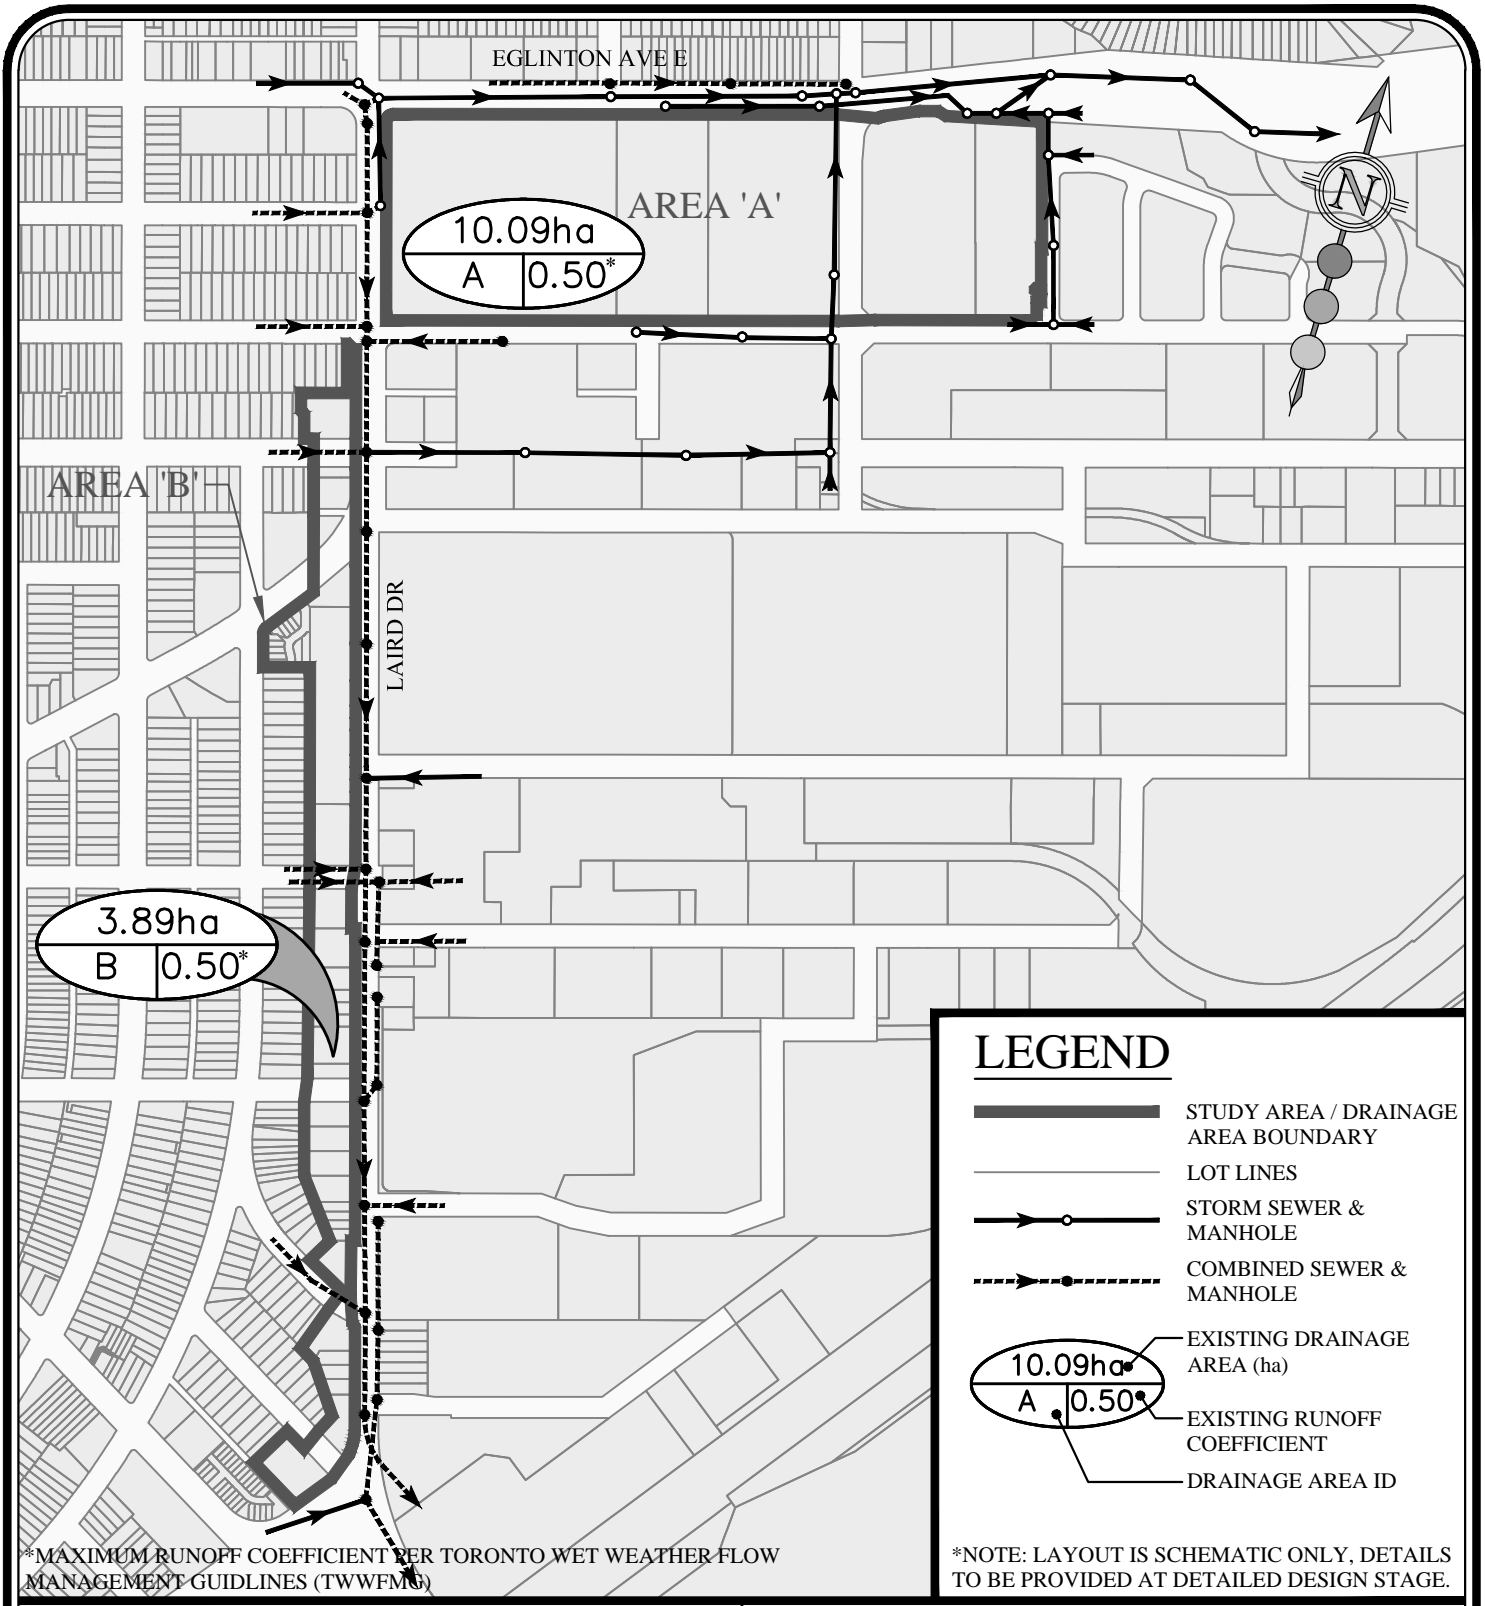 EGLINTON AVE E
AREA 'A'
10.09ha
A 0.50*
N
AREA 'B'
LAIRD DR
3.89ha
B 0.50*
LEGEND
STUDY AREA / DRAINAGE
AREA BOUNDARY
LOT LINES
STORM SEWER &
MANHOLE
COMBINED SEWER &
MANHOLE
10.09ha
A 0.50
EXISTING DRAINAGE
AREA (ha)
EXISTING RUNOFF
COEFFICIENT
DRAINAGE AREA ID
*MAXIMUM RUNOFF COEFFICIENT PER TORONTO WET WEATHER FLOW
MANAGEMENT GUIDLINES (TWWFMG)
*NOTE: LAYOUT IS SCHEMATIC ONLY, DETAILS
TO BE PROVIDED AT DETAILED DESIGN STAGE.